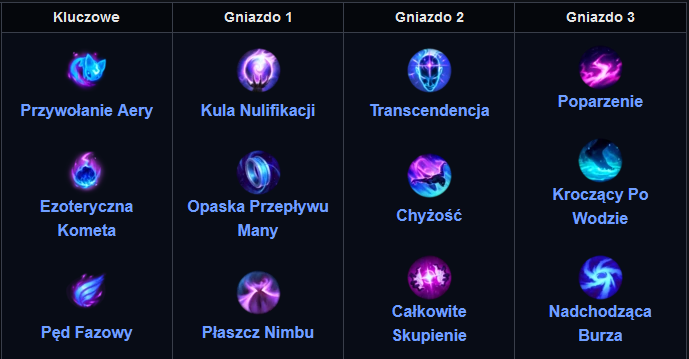 Kluczowe Gniazdo 1 Gniazdo 2 Gniazdo 3
Przywołanie Aery Kula Nulifikacji Transcendencja Poparzenie
Ezoteryczna Kometa Opaska Przepływu Many Chyżość Kroczący Po Wodzie
Pęd Fazowy Płaszcz Nimbu Całkowite Skupienie Nadchodząca Burza